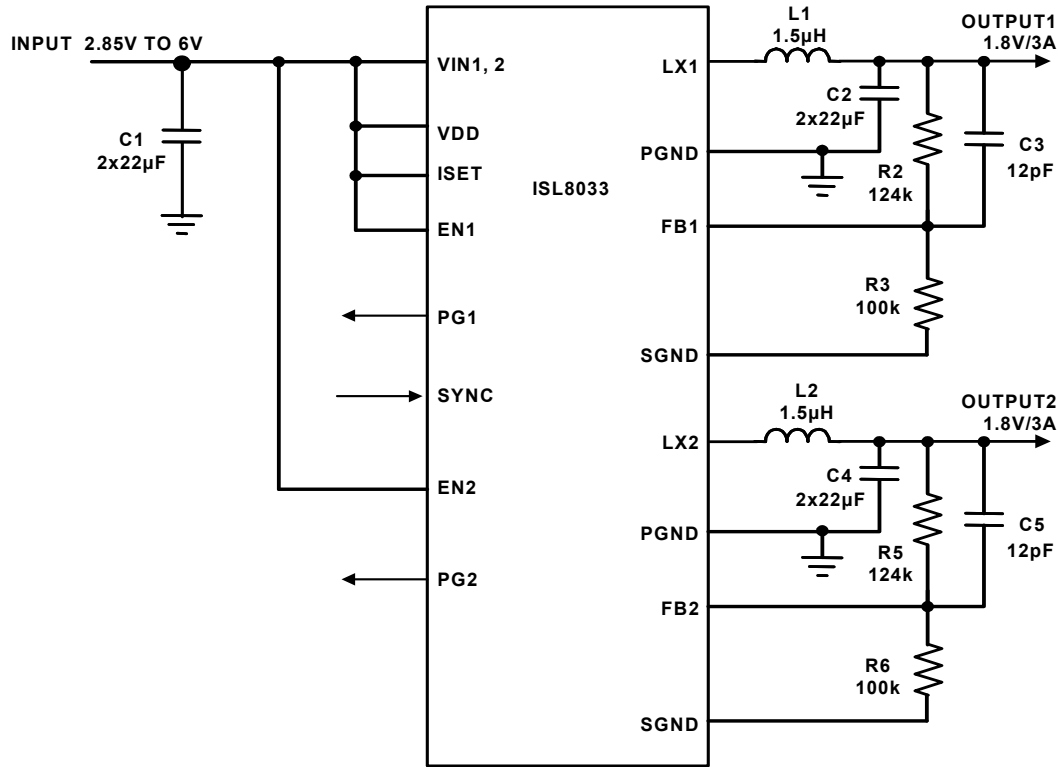 INPUT 2.85V TO 6V
C1
2x22µF
VIN1, 2
VDD
ISET
EN1
PG1
SYNC
EN2
PG2
ISL8033
LX1
PGND
FB1
SGND
LX2
PGND
FB2
SGND
L1
1.5µH
OUTPUT1
1.8V/3A
C2
2x22µF
R2
124k
C3
12pF
R3
100k
L2
1.5µH
OUTPUT2
1.8V/3A
C4
2x22µF
R5
124k
C5
12pF
R6
100k